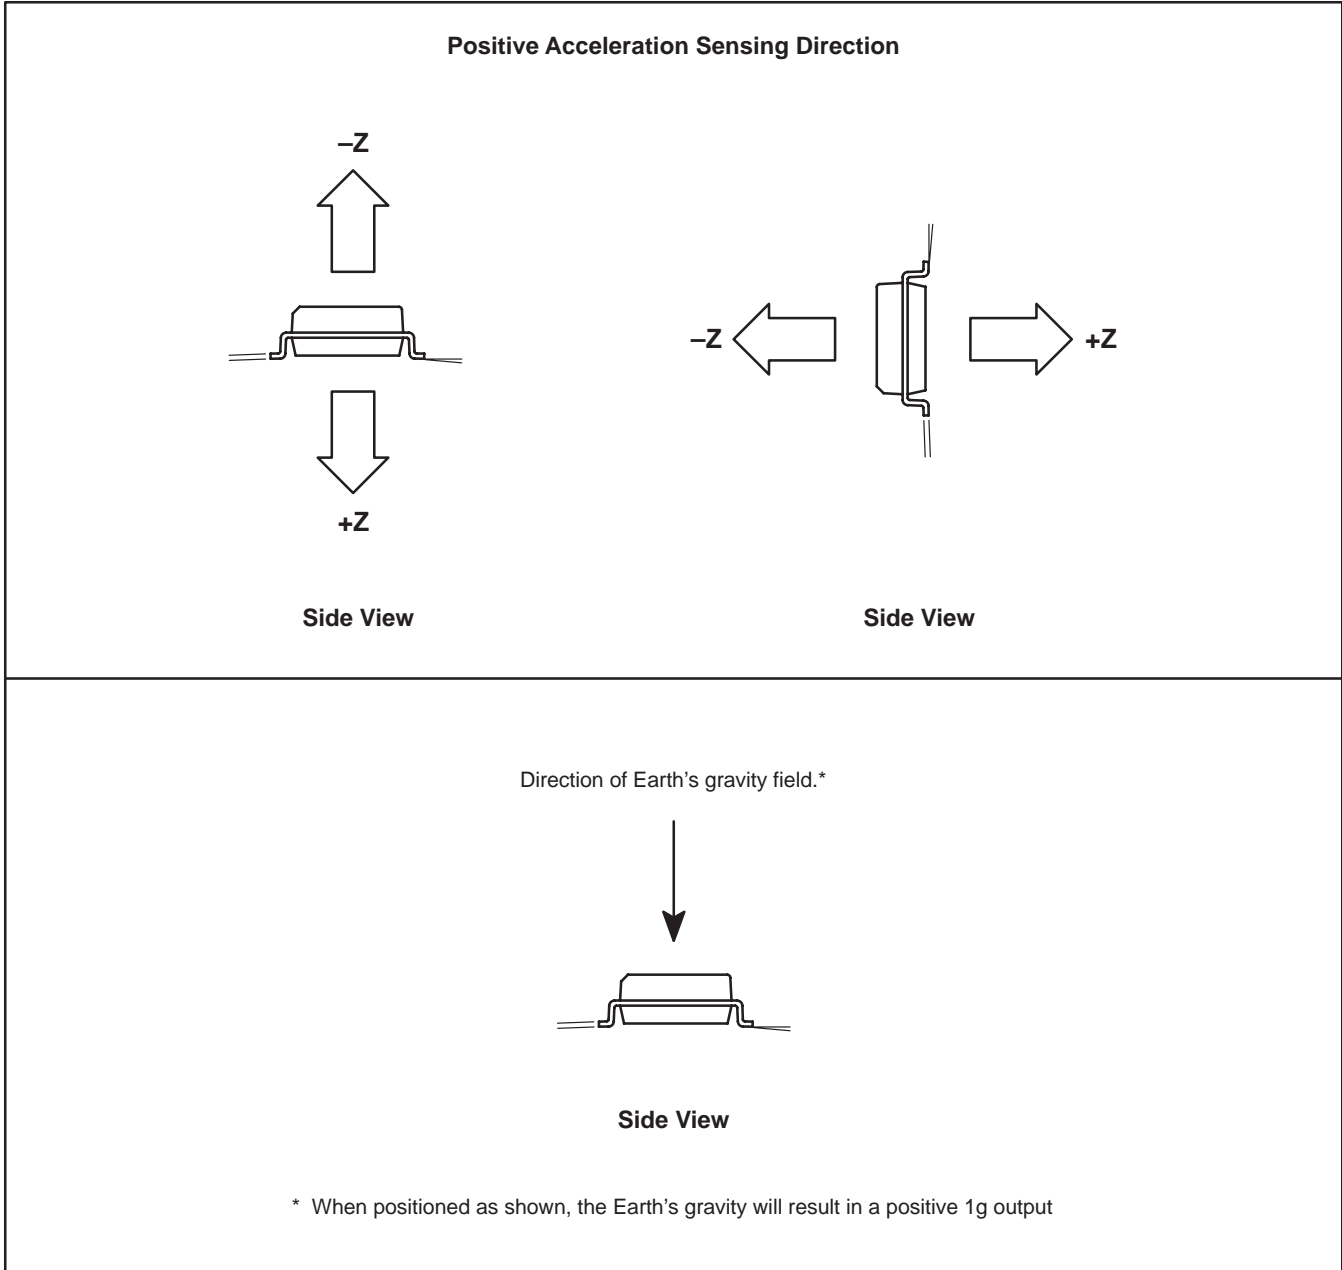 Positive Acceleration Sensing Direction
–Z
+Z
Side View
–Z
+Z
Side View
Direction of Earth’s gravity field.*
Side View
* When positioned as shown, the Earth’s gravity will result in a positive 1g output